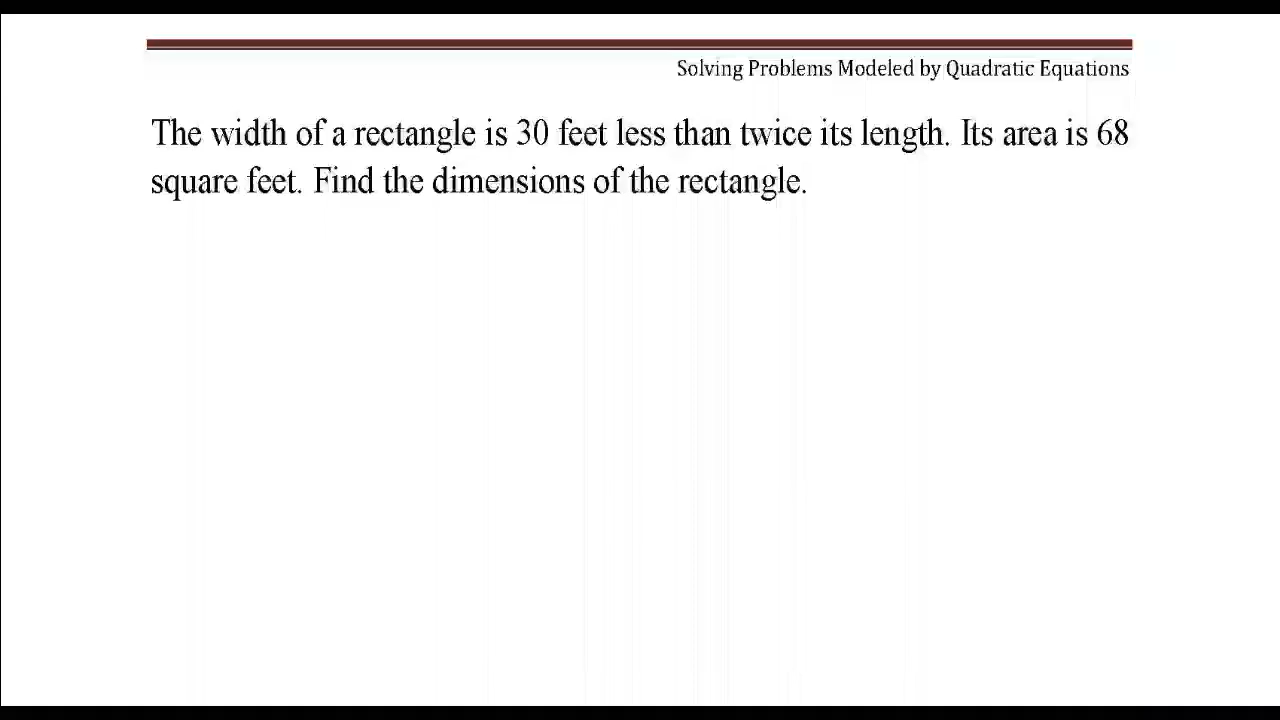 Solving Problems Modeled by Quadratic Equations
The width of a rectangle is 30 feet less than twice its length. Its area is 68
square feet. Find the dimensions of the rectangle.